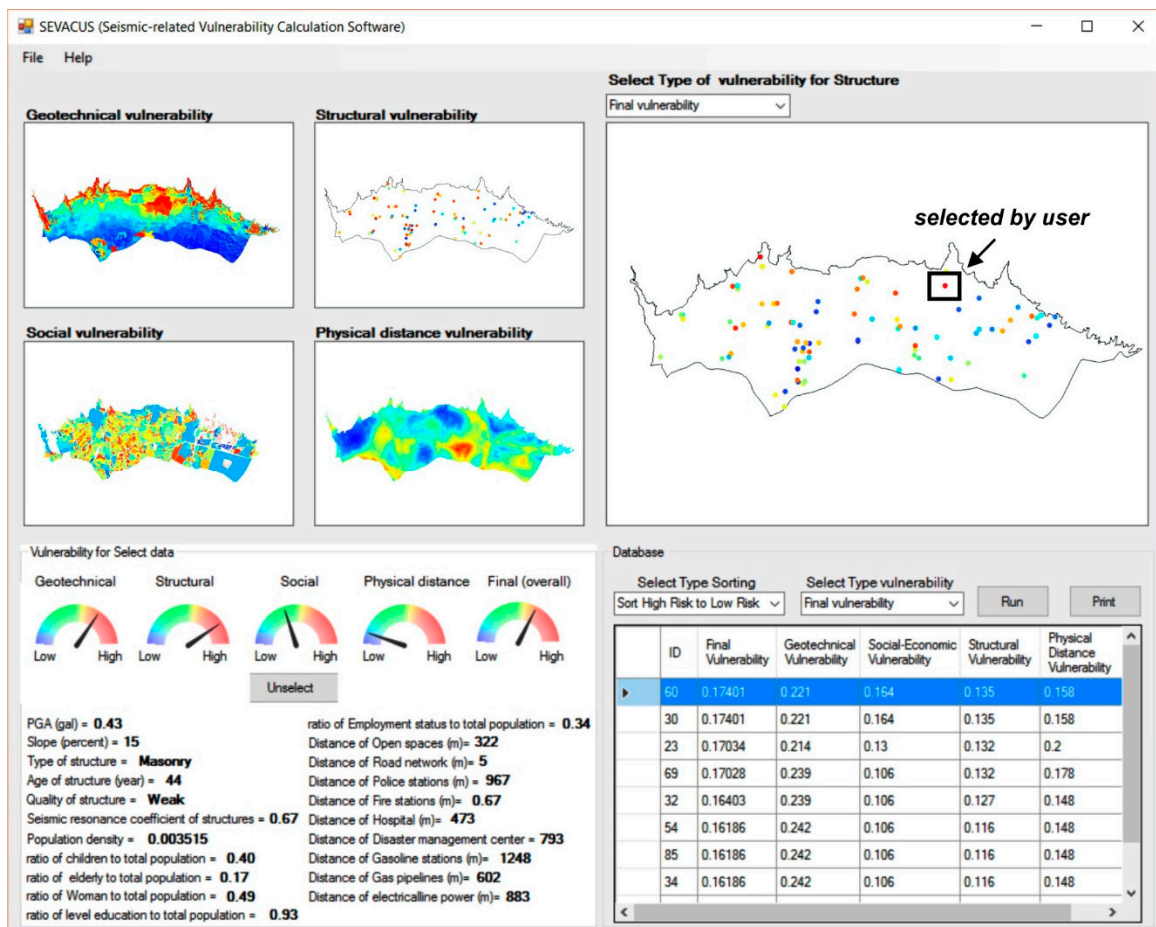 SEVACUS (Seismic-related Vulnerability Calculation Software)
File Help
Select Type of vulnerability for Structure
Final vulnerability
Geotechnical vulnerability
Structural vulnerability
selected by user
Social vulnerability
Physical distance vulnerability
Vulnerability for Select data
Geotechnical Structural Social Physical distance Final (overall)
Low High Low High Low High Low High Low High
Unselect
PGA (gal) = 0.43
Slope (percent) = 15
Type of structure = Masonry
Age of structure (year) = 44
Quality of structure = Weak
Seismic resonance coefficient of structures = 0.67
Population density = 0.003515
ratio of children to total population = 0.40
ratio of elderly to total population = 0.17
ratio of Woman to total population = 0.49
ratio of level education to total population = 0.93
ratio of Employment status to total population = 0.34
Distance of Open spaces (m)= 322
Distance of Road network (m)= 5
Distance of Police stations (m) = 967
Distance of Fire stations (m)= 0.67
Distance of Hospital (m)= 473
Distance of Disaster management center = 793
Distance of Gasoline stations (m)= 1248
Distance of Gas pipelines (m)= 602
Distance of electricalline power (m)= 883
Database
Select Type Sorting Select Type vulnerability
Sort High Risk to Low Risk Final vulnerability Run Print
ID Final Vulnerability Geotechnical Vulnerability Social-Economic Vulnerability Structural Vulnerability Physical Distance Vulnerability
60 0.17401 0.221 0.164 0.135 0.158
30 0.17401 0.221 0.164 0.135 0.158
23 0.17034 0.214 0.13 0.132 0.2
69 0.17028 0.239 0.106 0.132 0.178
32 0.16403 0.239 0.106 0.127 0.148
54 0.16186 0.242 0.106 0.116 0.148
85 0.16186 0.242 0.106 0.116 0.148
34 0.16186 0.242 0.106 0.116 0.148